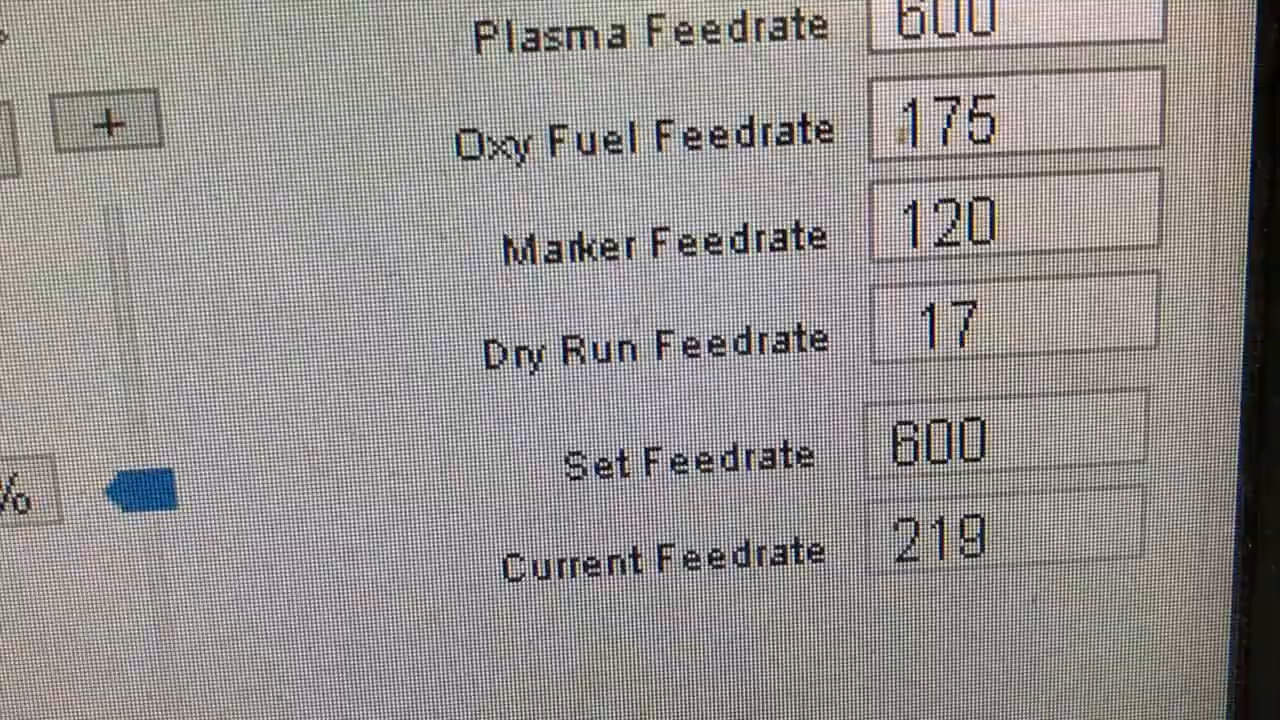 Plasma Feedrate 600
+
Oxy Fuel Feedrate 175
Marker Feedrate 120
Dry Run Feedrate 17
Set Feedrate 600
%
Current Feedrate 219